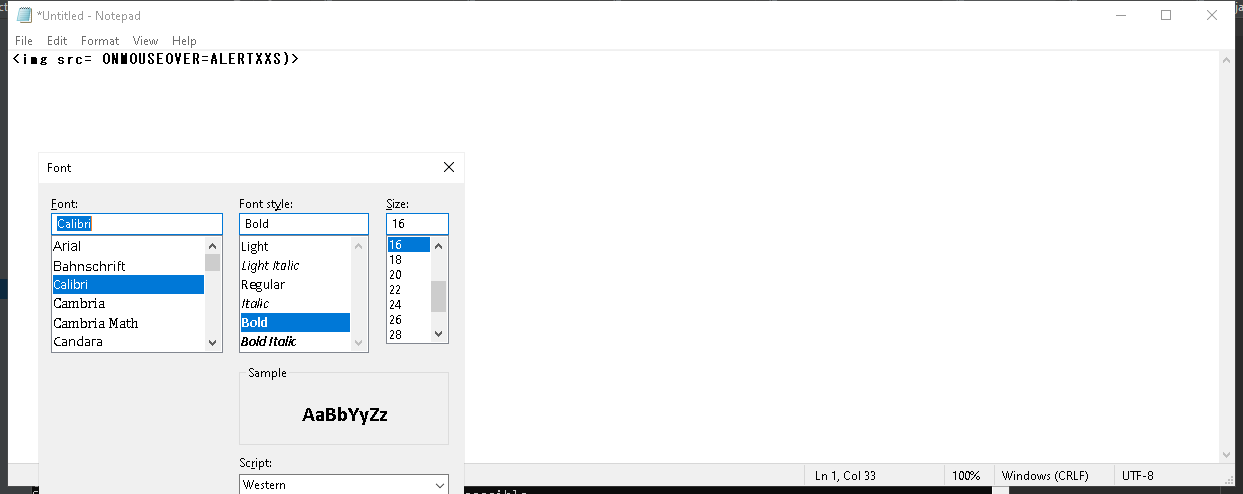 *Untitled - Notepad
File Edit Format View Help
<img src= ONMOUSEOVER=ALERTXXS)>
Font
Font: Font style: Size:
Calibri Bold 16
Arial Light 16
Bahnschrift Light Italic 18
Calibri Regular 20
Cambria Italic 22
Cambria Math Bold 24
Candara Bold Italic 26
28
Sample
AaBbYyZz
Script:
Western
Ln 1, Col 33 100% Windows (CRLF) UTF-8